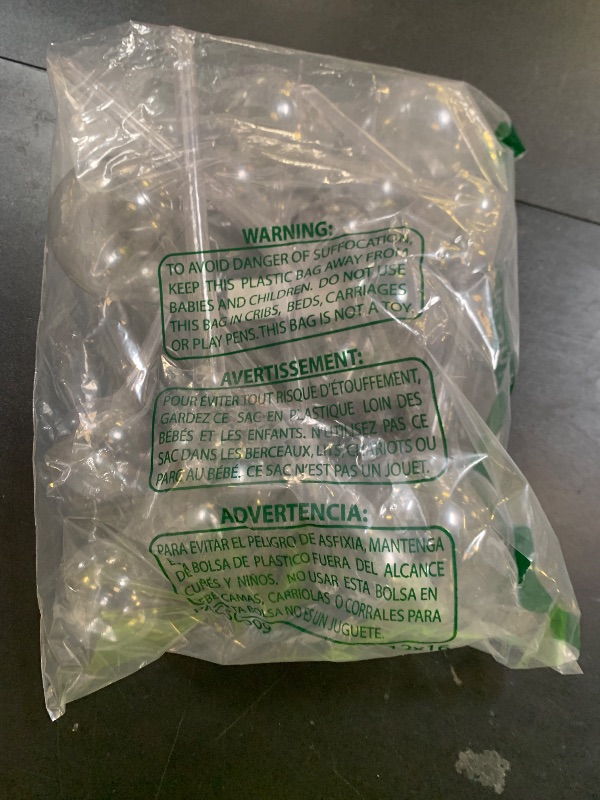 WARNING:
TO AVOID DANGER OF SUFFOCATION,
KEEP THIS PLASTIC BAG AWAY FROM
BABIES AND CHILDREN. DO NOT USE
THIS BAG IN CRIBS, BEDS, CARRIAGES
OR PLAY PENS. THIS BAG IS NOT A TOY.
AVERTISSEMENT:
POUR ÉVITER TOUT RISQUE D'ÉTOUFFEMENT,
GARDEZ CE SAC EN PLASTIQUE LOIN DES
BÉBÉS ET LES ENFANTS. N'UTILISEZ PAS CE
SAC DANS LES BERCEAUX, LITS, CHARIOTS OU
PARC AU BÉBÉ. CE SAC N'EST PAS UN JOUET.
ADVERTENCIA:
PARA EVITAR EL PELIGRO DE ASFIXIA, MANTENGA
BOLSA DE PLASTICO FUERA DEL ALCANCE
DE Y NIÑOS. NO USAR ESTA BOLSA EN
CAMAS, CARRIOLAS O CORRALES PARA
ESTA BOLSA NO ES UN JUGUETE.